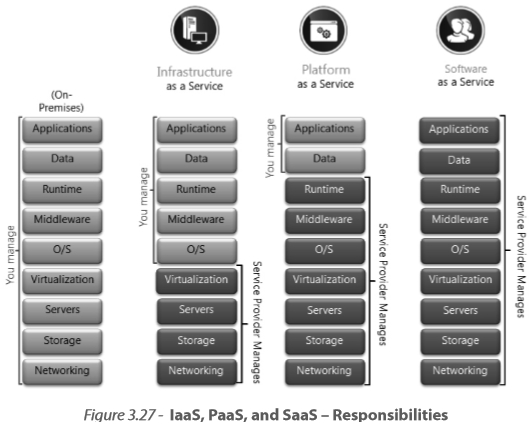 Infrastructure
as a Service
Platform
as a Service
Software
as a Service
(On-
Premises)
You manage
Applications
Data
Runtime
Middleware
O/S
Virtualization
Servers
Storage
Networking
You manage
Applications
Data
Runtime
Middleware
O/S
Virtualization
Servers
Storage
Networking
Service Provider Manages
You manage
Applications
Data
Runtime
Middleware
O/S
Virtualization
Servers
Storage
Networking
Service Provider Manages
Applications
Data
Runtime
Middleware
O/S
Virtualization
Servers
Storage
Networking
Service Provider Manages
Figure 3.27 - IaaS, PaaS, and SaaS – Responsibilities